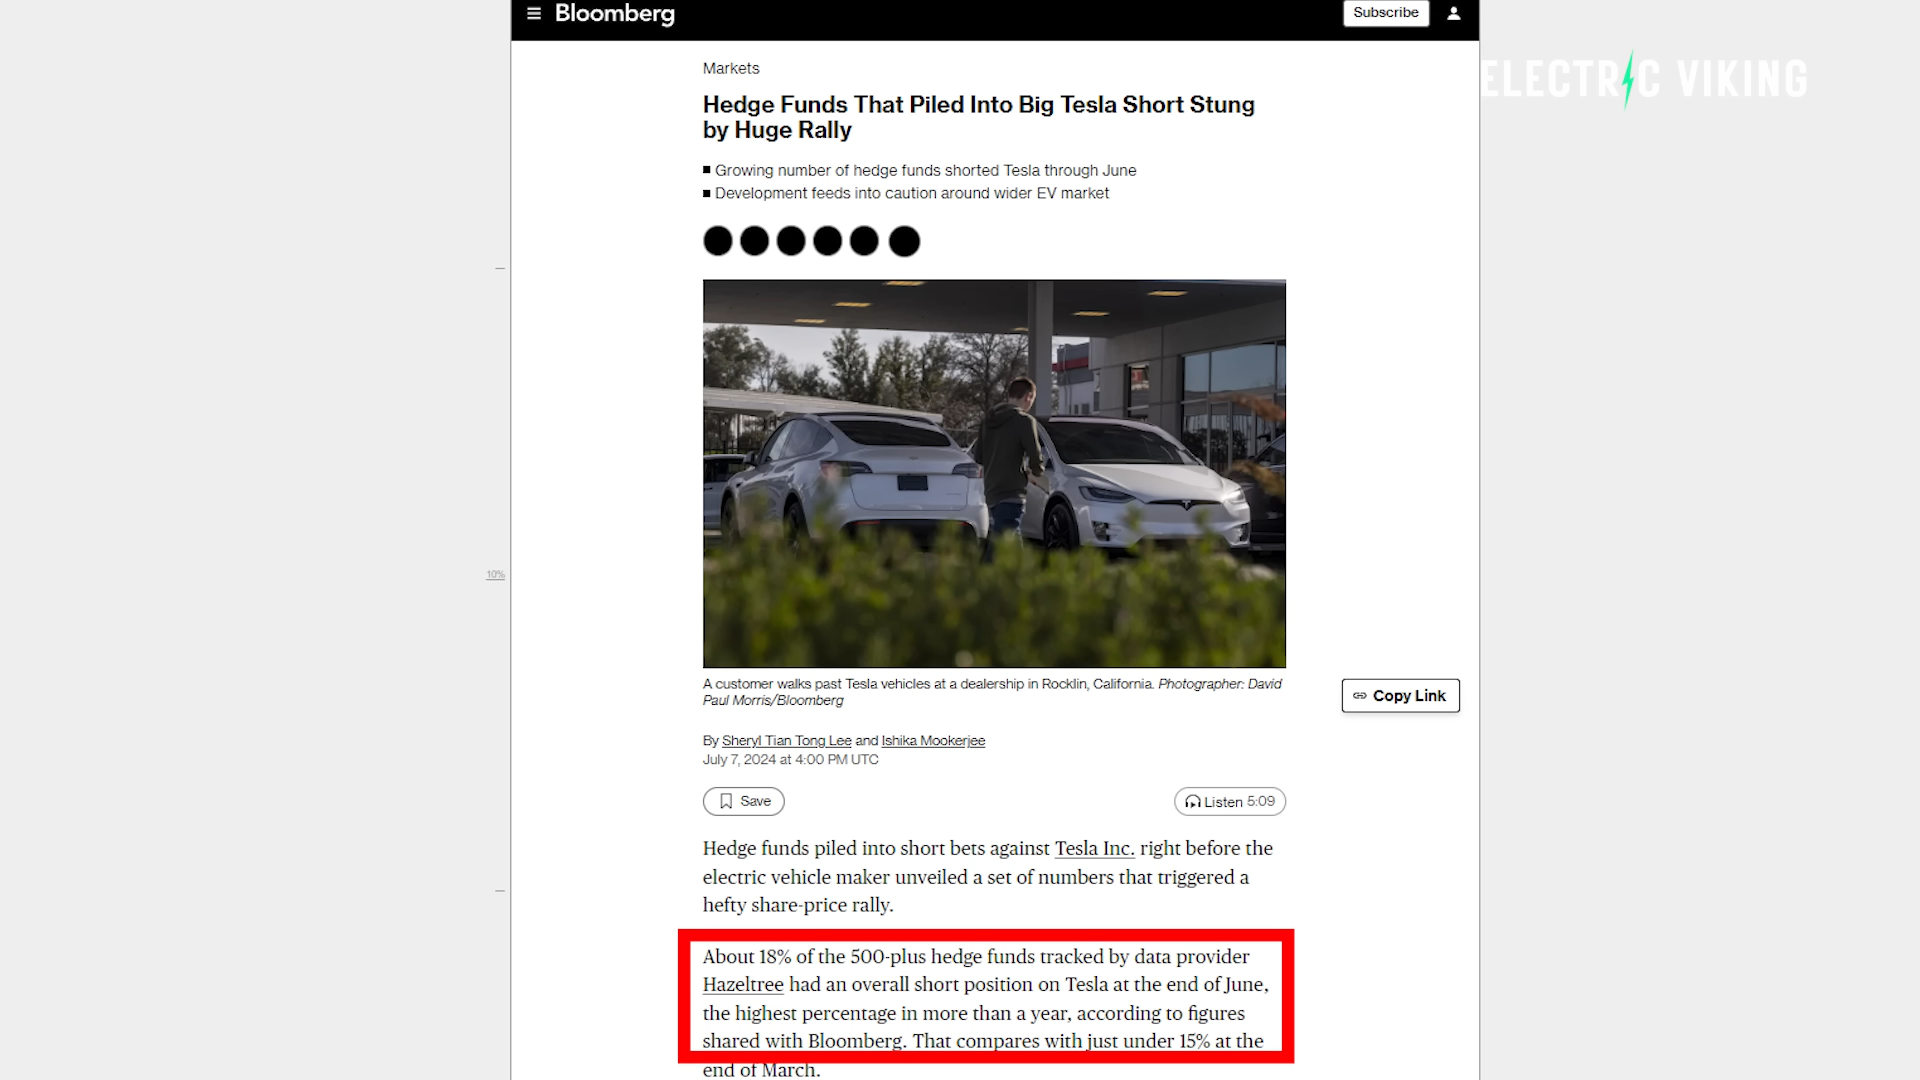 Bloomberg
Subscribe
ELECTRIC VIKING
Markets
Hedge Funds That Piled Into Big Tesla Short Stung
by Huge Rally
Growing number of hedge funds shorted Tesla through June
Development feeds into caution around wider EV market
10%
A customer walks past Tesla vehicles at a dealership in Rocklin, California. Photographer: David
Paul Morris/Bloomberg
Copy Link
By Sheryl Tian Tong Lee and Ishika Mookerjee
July 7, 2024 at 4:00 PM UTC
Save
Listen 5:09
Hedge funds piled into short bets against Tesla Inc. right before the
electric vehicle maker unveiled a set of numbers that triggered a
hefty share-price rally.
About 18% of the 500-plus hedge funds tracked by data provider
Hazeltree had an overall short position on Tesla at the end of June,
the highest percentage in more than a year, according to figures
shared with Bloomberg. That compares with just under 15% at the
end of March.